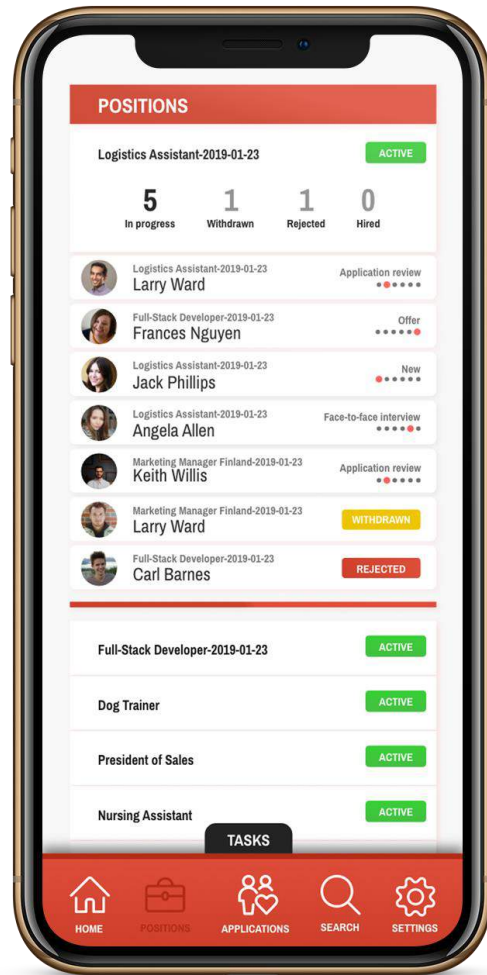 POSITIONS
Logistics Assistant-2019-01-23
ACTIVE
5
1
1
0
In progress
Withdrawn
Rejected
Hired
Logistics Assistant-2019-01-23
Application review
Larry Ward
Full-Stack Developer-2019-01-23
Offer
Frances Nguyen
Logistics Assistant-2019-01-23
New
Jack Phillips
Logistics Assistant-2019-01-23
Face-to-face interview
Angela Allen
Marketing Manager Finland-2019-01-23
Application review
Keith Willis
Marketing Manager Finland-2019-01-23
Larry Ward
WITHDRAWN
Full-Stack Developer-2019-01-23
Carl Barnes
REJECTED
Full-Stack Developer-2019-01-23
ACTIVE
Dog Trainer
ACTIVE
President of Sales
ACTIVE
Nursing Assistant
ACTIVE
TASKS
HOME
POSITIONS
APPLICATIONS
SEARCH
SETTINGS